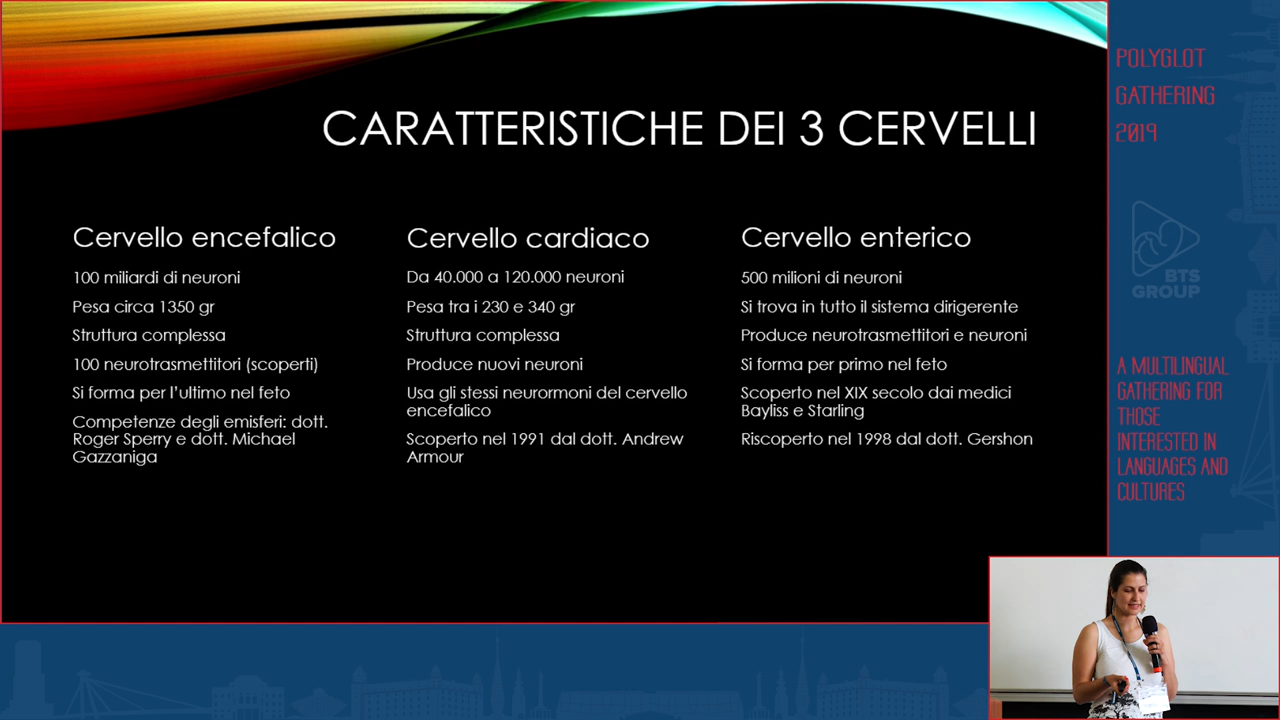 CARATTERISTICHE DEI 3 CERVELLI
Cervello encefalico
100 miliardi di neuroni
Pesa circa 1350 gr
Struttura complessa
100 neurotrasmettitori (scoperti)
Si forma per l'ultimo nel feto
Competenze degli emisferi: dott.
Roger Sperry e dott. Michael
Gazzaniga
Cervello cardiaco
Da 40.000 a 120.000 neuroni
Pesa tra i 230 e 340 gr
Struttura complessa
Produce nuovi neuroni
Usa gli stessi neurormoni del cervello
encefalico
Scoperto nel 1991 dal dott. Andrew
Armour
Cervello enterico
500 milioni di neuroni
Si trova in tutto il sistema dirigerente
Produce neurotrasmettitori e neuroni
Si forma per primo nel feto
Scoperto nel XIX secolo dai medici
Bayliss e Starling
Riscoperto nel 1998 dal dott. Gershon
POLYGLOT
GATHERING
2019
BTS
GROUP
A MULTILINGUAL
GATHERING FOR
THOSE
INTERESTED IN
LANGUAGES AND
CULTURES